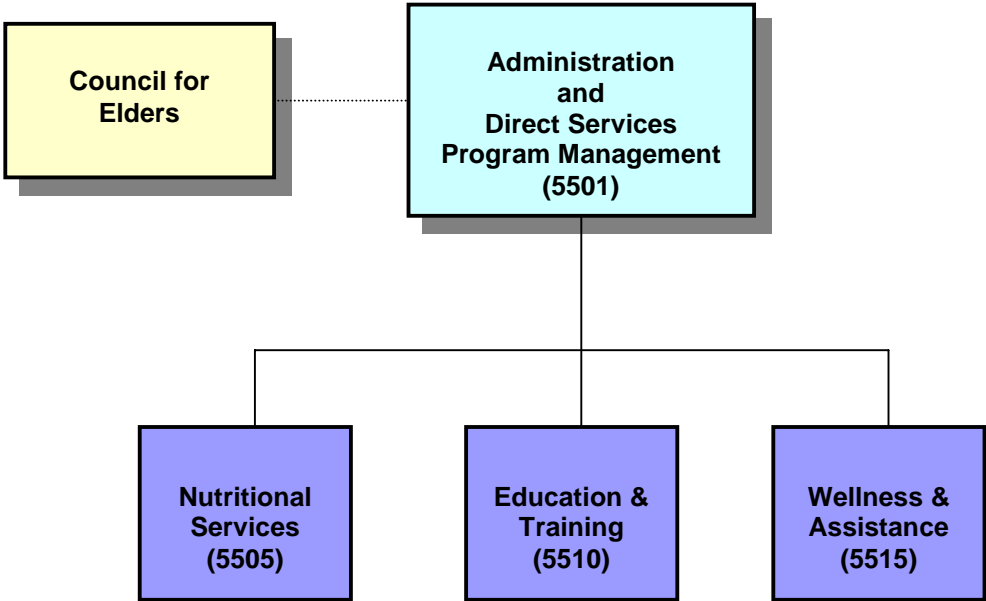 Council for
Elders
Administration
and
Direct Services
Program Management
(5501)
Nutritional
Services
(5505)
Education &
Training
(5510)
Wellness &
Assistance
(5515)